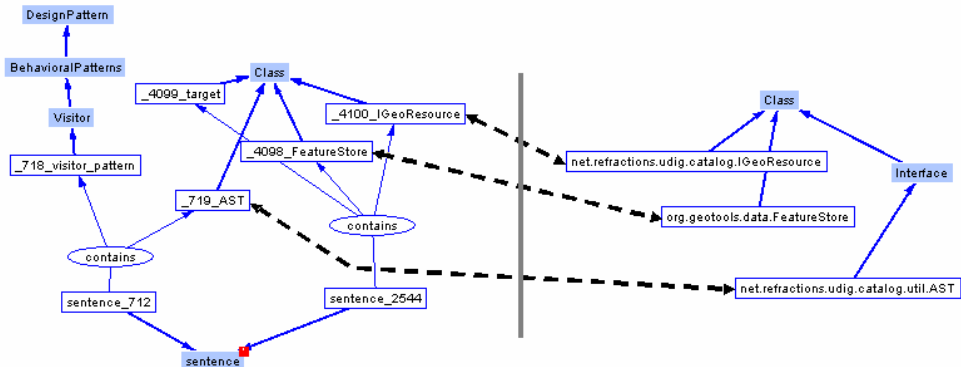 DesignPattern
BehavioralPatterns
Visitor
_718_visitor_pattern
contains
sentence_712
sentence
Class
_4099_target
_4100_IGeoResource
_4098_FeatureStore
_719_AST
contains
sentence_2544
Class
net.refractions.udig.catalog.IGeoResource
Interface
org.geotools.data.FeatureStore
net.refractions.udig.catalog.util.AST